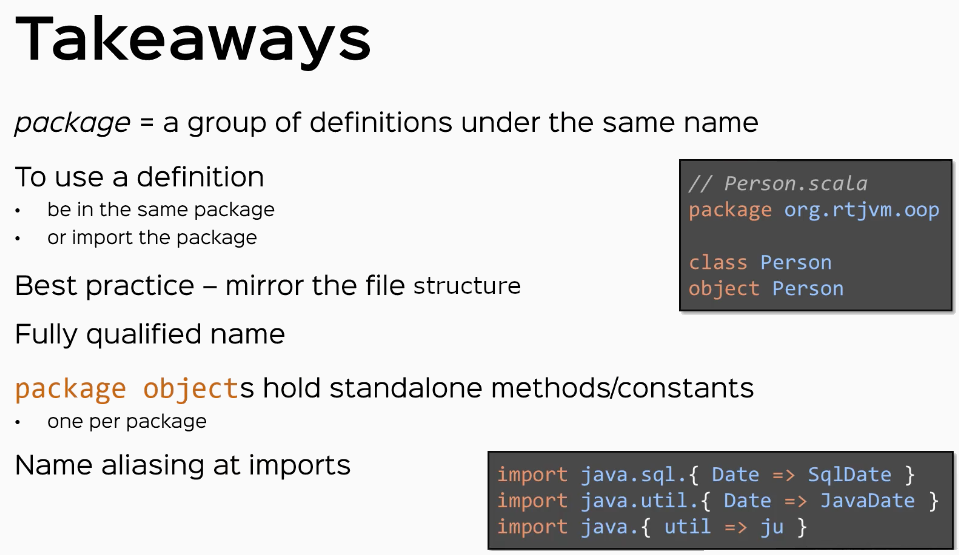 Takeaways
package = a group of definitions under the same name
To use a definition
• be in the same package
• or import the package
// Person.scala
package org.rtjvm.oop
class Person
object Person
Best practice – mirror the file structure
Fully qualified name
package objects hold standalone methods/constants
• one per package
Name aliasing at imports
import java.sql.{ Date => SqlDate }
import java.util.{ Date => JavaDate }
import java.{ util => ju }